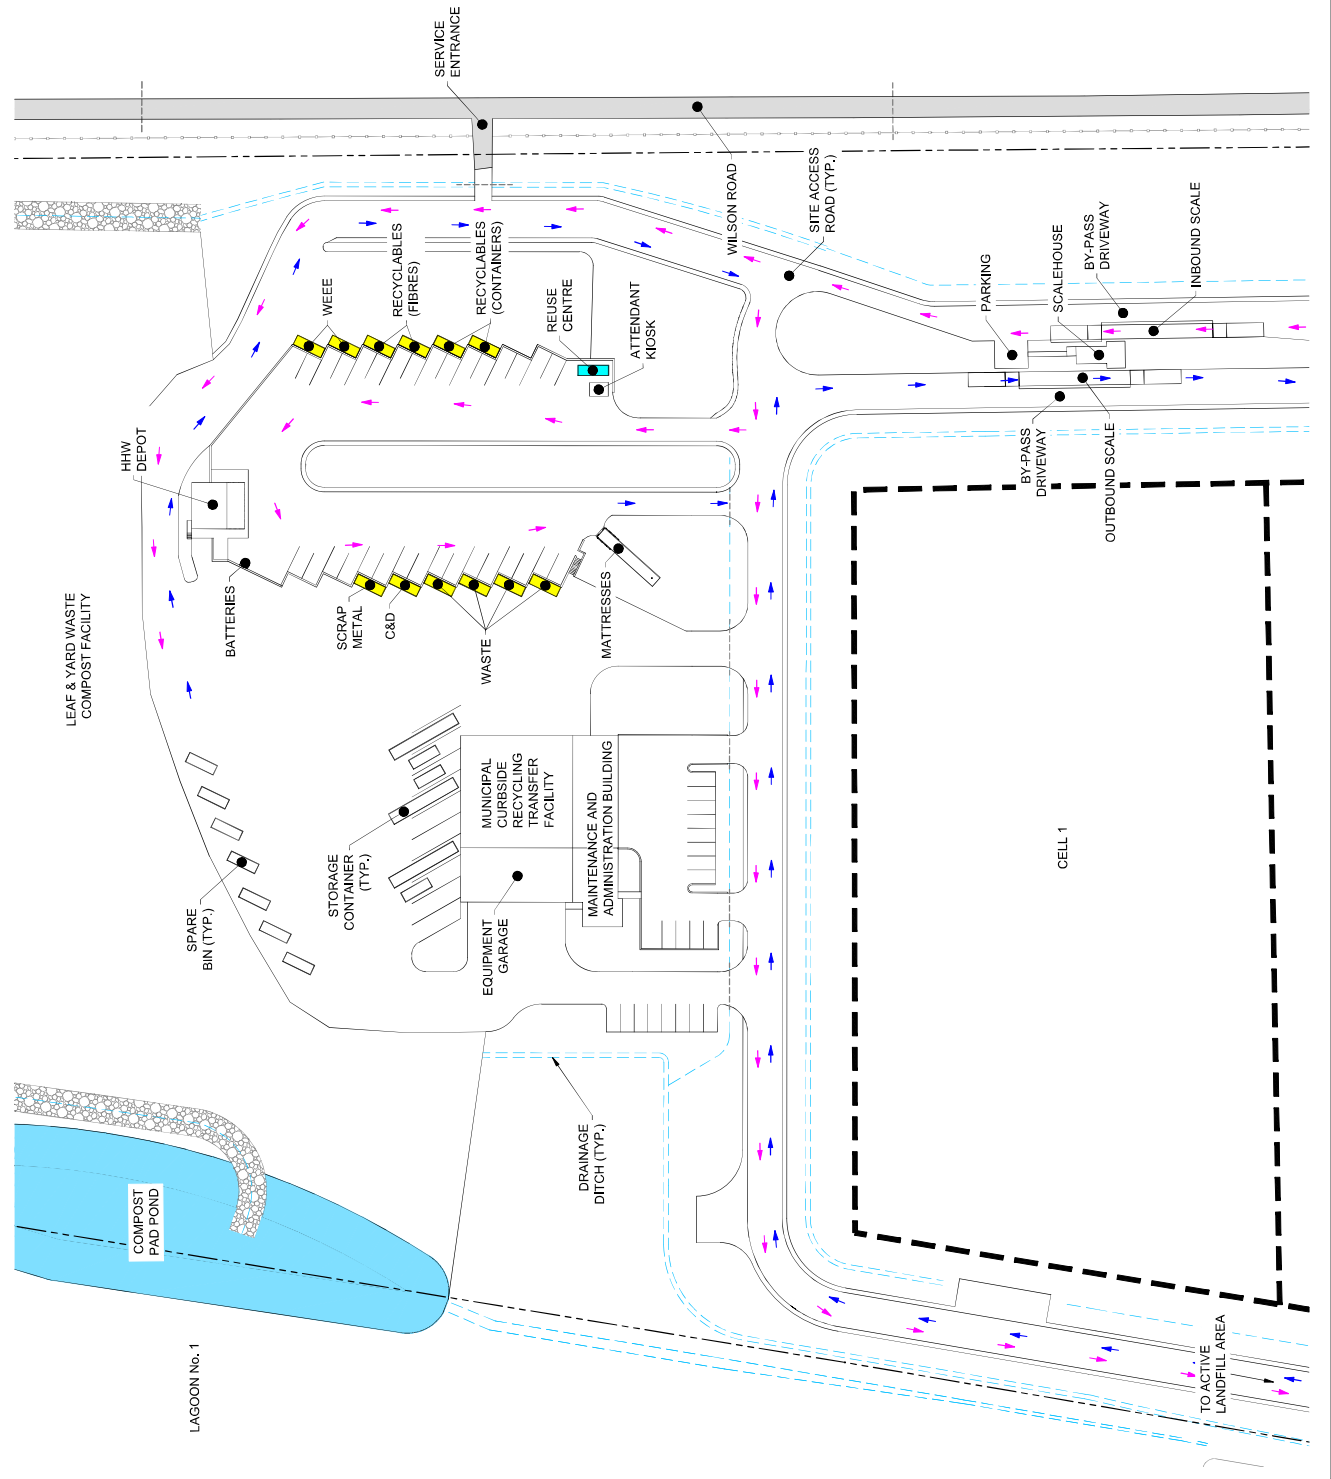 SERVICE
ENTRANCE
WILSON ROAD
SITE ACCESS
ROAD (TYP.)
PARKING
SCALEHOUSE
BY-PASS
DRIVEWAY
INBOUND SCALE
WEEE
RECYCLABLES
(FIBRES)
RECYCLABLES
(CONTAINERS)
REUSE
CENTRE
ATTENDANT
KIOSK
HHW
DEPOT
BY-PASS
DRIVEWAY
OUTBOUND SCALE
BATTERIES
SCRAP
METAL
C&D
WASTE
MATTRESSES
LEAF & YARD WASTE
COMPOST FACILITY
MUNICIPAL
CURBSIDE
RECYCLING
TRANSFER
FACILITY
MAINTENANCE AND
ADMINISTRATION BUILDING
CELL 1
STORAGE
CONTAINER
(TYP.)
SPARE
BIN (TYP.)
EQUIPMENT
GARAGE
DRAINAGE
DITCH (TYP.)
COMPOST
PAD POND
LAGOON No. 1
TO ACTIVE
LANDFILL AREA